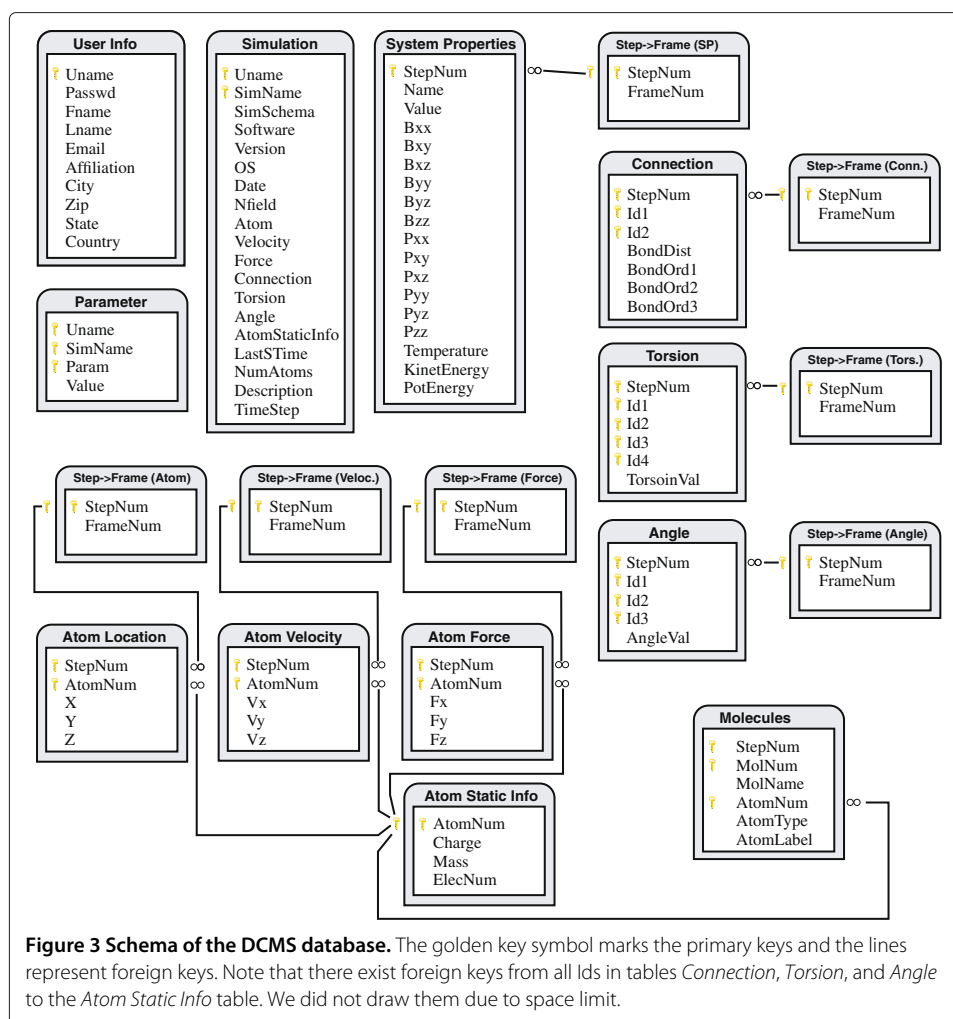 User Info
Uname
Passwd
Fname
Lname
Email
Affiliation
City
Zip
State
Country
Simulation
Uname
SimName
SimSchema
Software
Version
OS
Date
Nfield
Atom
Velocity
Force
Connection
Torsion
Angle
AtomStaticInfo
LastSTime
NumAtoms
Description
TimeStep
System Properties
StepNum
Name
Value
Bxx
Bxy
Bxz
Byy
Byz
Bzz
Pxx
Pxy
Pxz
Pyy
Pyz
Pzz
Temperature
KinetEnergy
PotEnergy
∞
Step->Frame (SP)
StepNum
FrameNum
Connection
StepNum
Id1
Id2
BondDist
BondOrd1
BondOrd2
BondOrd3
∞
Step->Frame (Conn.)
StepNum
FrameNum
Parameter
Uname
SimName
Param
Value
Torsion
StepNum
Id1
Id2
Id3
Id4
TorsoinVal
∞
Step->Frame (Tors.)
StepNum
FrameNum
Step->Frame (Atom)
StepNum
FrameNum
Step->Frame (Veloc.)
StepNum
FrameNum
Step->Frame (Force)
StepNum
FrameNum
Angle
StepNum
Id1
Id2
Id3
AngleVal
∞
Step->Frame (Angle)
StepNum
FrameNum
Atom Location
StepNum
AtomNum
X
Y
Z
∞
∞
Atom Velocity
StepNum
AtomNum
Vx
Vy
Vz
∞
∞
Atom Force
StepNum
AtomNum
Fx
Fy
Fz
∞
∞
Molecules
StepNum
MolNum
MolName
AtomNum
AtomType
AtomLabel
∞
Atom Static Info
AtomNum
Charge
Mass
ElecNum
Figure 3 Schema of the DCMS database. The golden key symbol marks the primary keys and the lines
represent foreign keys. Note that there exist foreign keys from all Ids in tables Connection, Torsion, and Angle
to the Atom Static Info table. We did not draw them due to space limit.